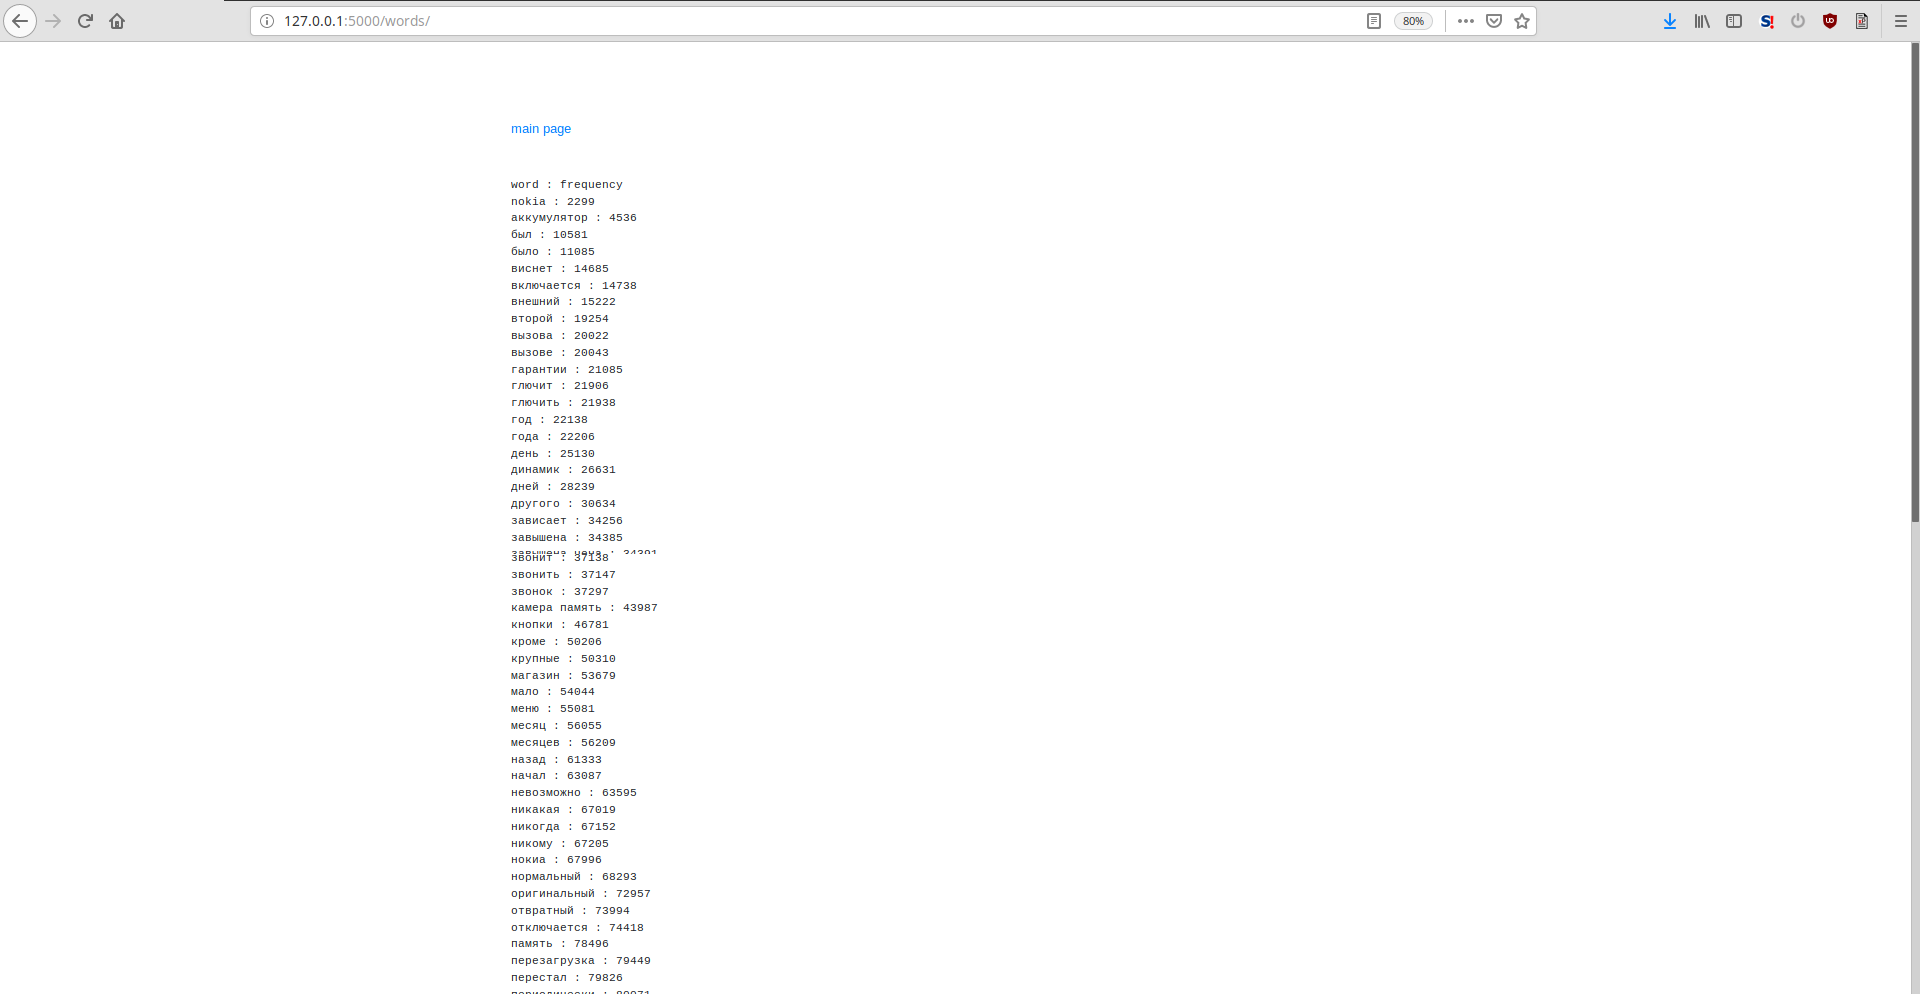 127.0.0.1:5000/words/
80%
main page
word : frequency
nokia : 2299
аккумулятор : 4536
был : 10581
было : 11085
виснет : 14685
включается : 14738
внешний : 15222
второй : 19254
вызова : 20022
вызове : 20043
гарантии : 21085
глючит : 21906
глючить : 21938
год : 22138
года : 22206
день : 25130
динамик : 26631
дней : 28239
другого : 30634
зависает : 34256
завышена : 34385
звонит : 37138
звонить : 37147
звонок : 37297
камера память : 43987
кнопки : 46781
кроме : 50206
крупные : 50310
магазин : 53679
мало : 54044
меню : 55081
месяц : 56055
месяцев : 56209
назад : 61333
начал : 63087
невозможно : 63595
никакая : 67019
никогда : 67152
никому : 67205
нокиа : 67996
нормальный : 68293
оригинальный : 72957
отвратный : 73994
отключается : 74418
память : 78496
перезагрузка : 79449
перестал : 79826